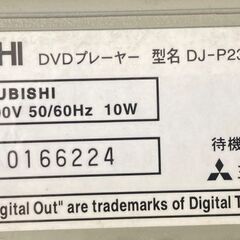 HI DVDプレーヤー 型名 DJ-P23
UBISHI
00V 50/60Hz 10W
0166224
待機
igital Out" are trademarks of Digital T